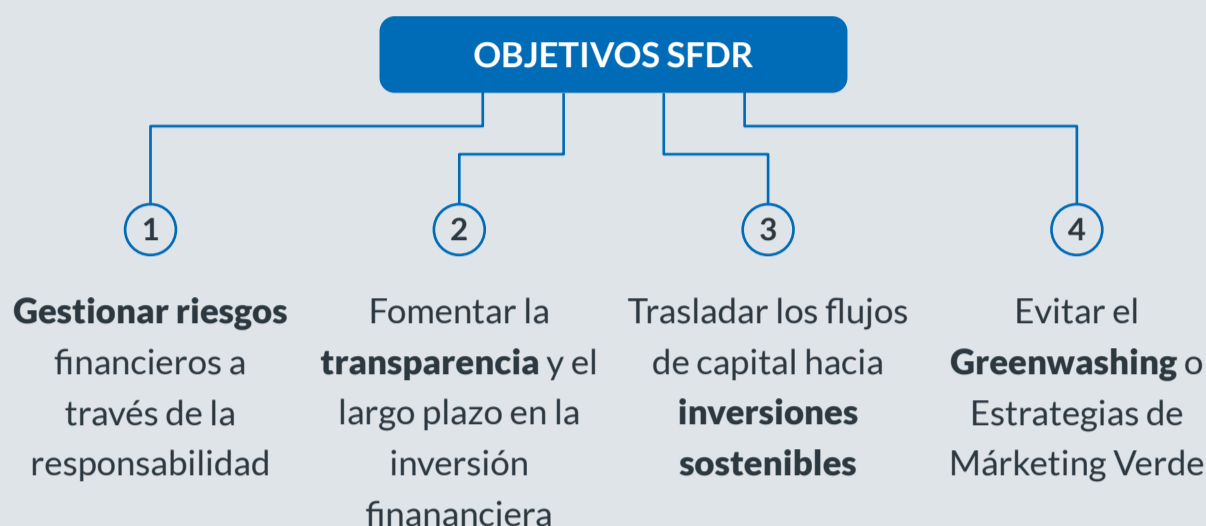 OBJETIVOS SFDR
1
Gestionar riesgos
financieros a
través de la
responsabilidad
2
Fomentar la
transparencia y el
largo plazo en la
inversión
finananciera
3
Trasladar los flujos
de capital hacia
inversiones
sostenibles
4
Evitar el
Greenwashing o
Estrategias de
Márketing Verde